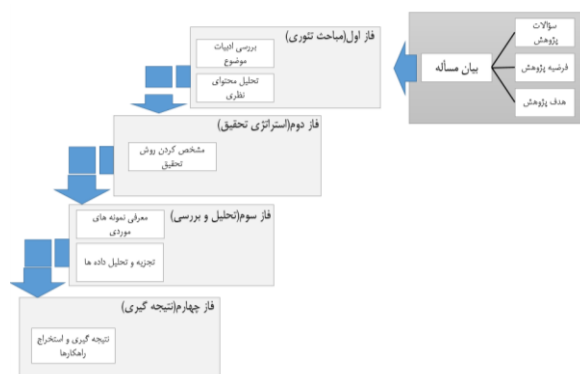 سؤالات
پژوهش
فرضیه پژوهش
هدف پژوهش
بیان مسأله
فاز اول(مباحث تئوری)
بررسی ادبیات
موضوع
تحلیل محتوای
نظری
فاز دوم(استراتژی تحقیق)
مشخص کردن روش
تحقیق
فاز سوم(تحلیل و بررسی)
معرفی نمونه های
موردی
تجزیه و تحلیل داده ها
فاز چهارم(نتیجه گیری)
نتیجه گیری و استخراج
راهکارها